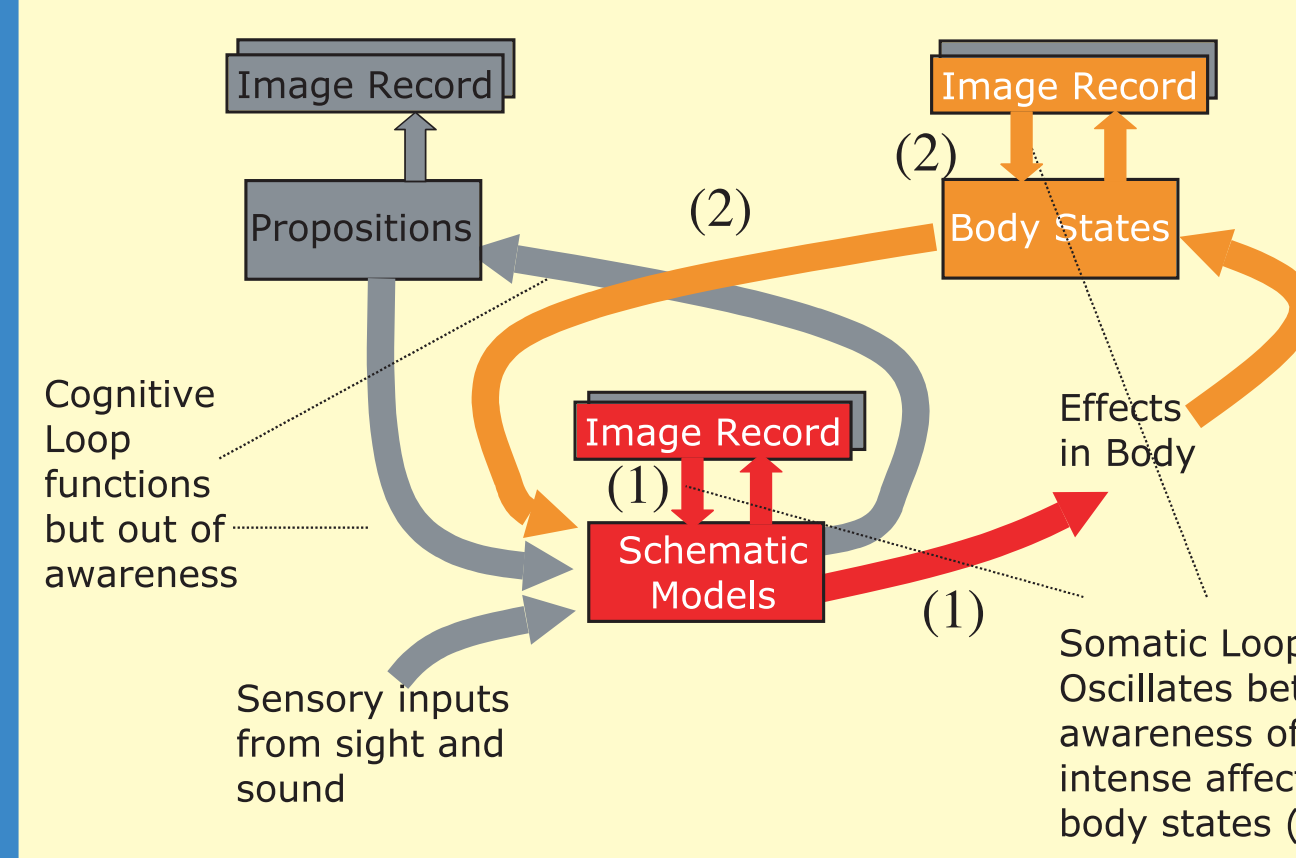 Image Record
Image Record
(2)
(2)
Propositions
Body States
Cognitive
Loop
functions
but out of
awareness
Image Record
(1)
Effects
in Body
Schematic
Models
(1)
Sensory inputs
from sight and
sound
Somatic Loop
Oscillates bet
awareness of
intense affect
body states (